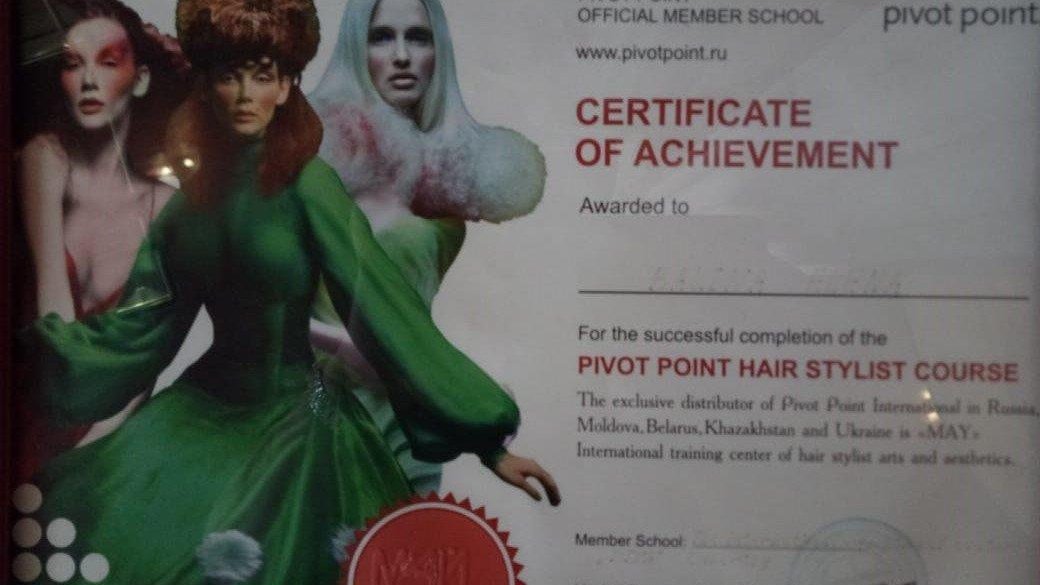 OFFICIAL MEMBER SCHOOL
pivot point
www.pivotpoint.ru
CERTIFICATE
OF ACHIEVEMENT
Awarded to
For the successful completion of the
PIVOT POINT HAIR STYLIST COURSE
The exclusive distributor of Pivot Point International in Russia,
Moldova, Belarus, Khazakhstan and Ukraine is «MAY»
International training center of hair stylist arts and aesthetics.
Member School: